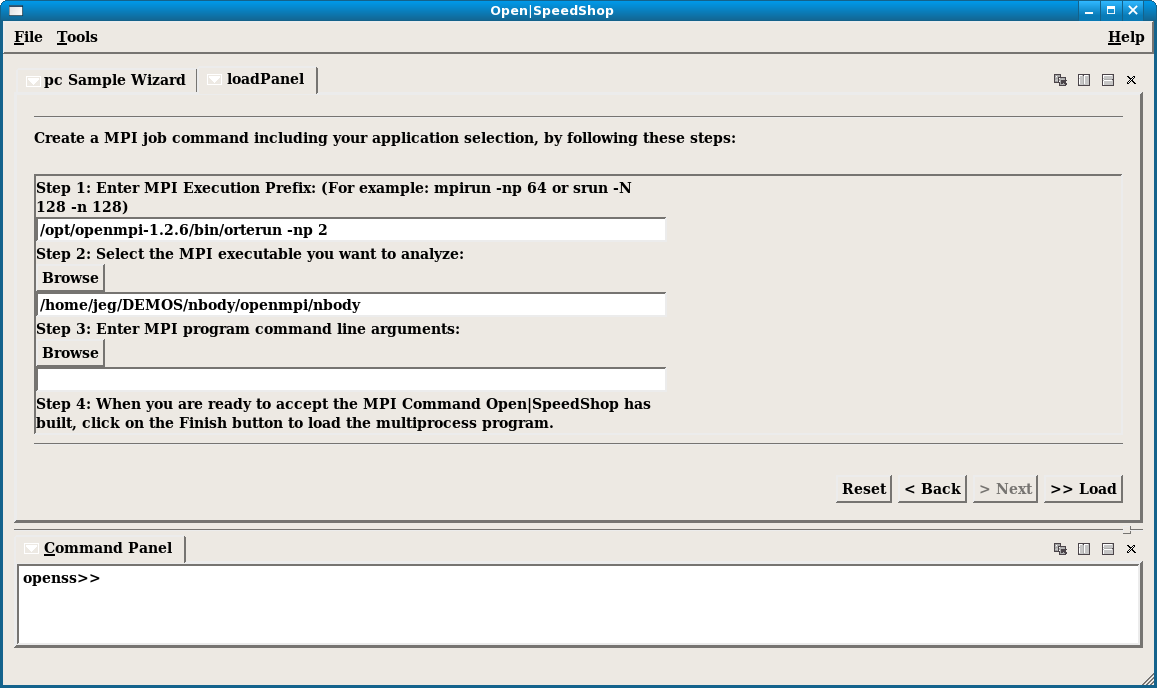 Open|SpeedShop
File Tools Help
pc Sample Wizard loadPanel
Create a MPI job command including your application selection, by following these steps:
Step 1: Enter MPI Execution Prefix: (For example: mpirun -np 64 or srun -N
128 -n 128)
/opt/openmpi-1.2.6/bin/orterun -np 2
Step 2: Select the MPI executable you want to analyze:
Browse
/home/jeg/DEMOS/nbody/openmpi/nbody
Step 3: Enter MPI program command line arguments:
Browse
Step 4: When you are ready to accept the MPI Command Open|SpeedShop has
built, click on the Finish button to load the multiprocess program.
Reset < Back > Next >> Load
Command Panel
openss>>